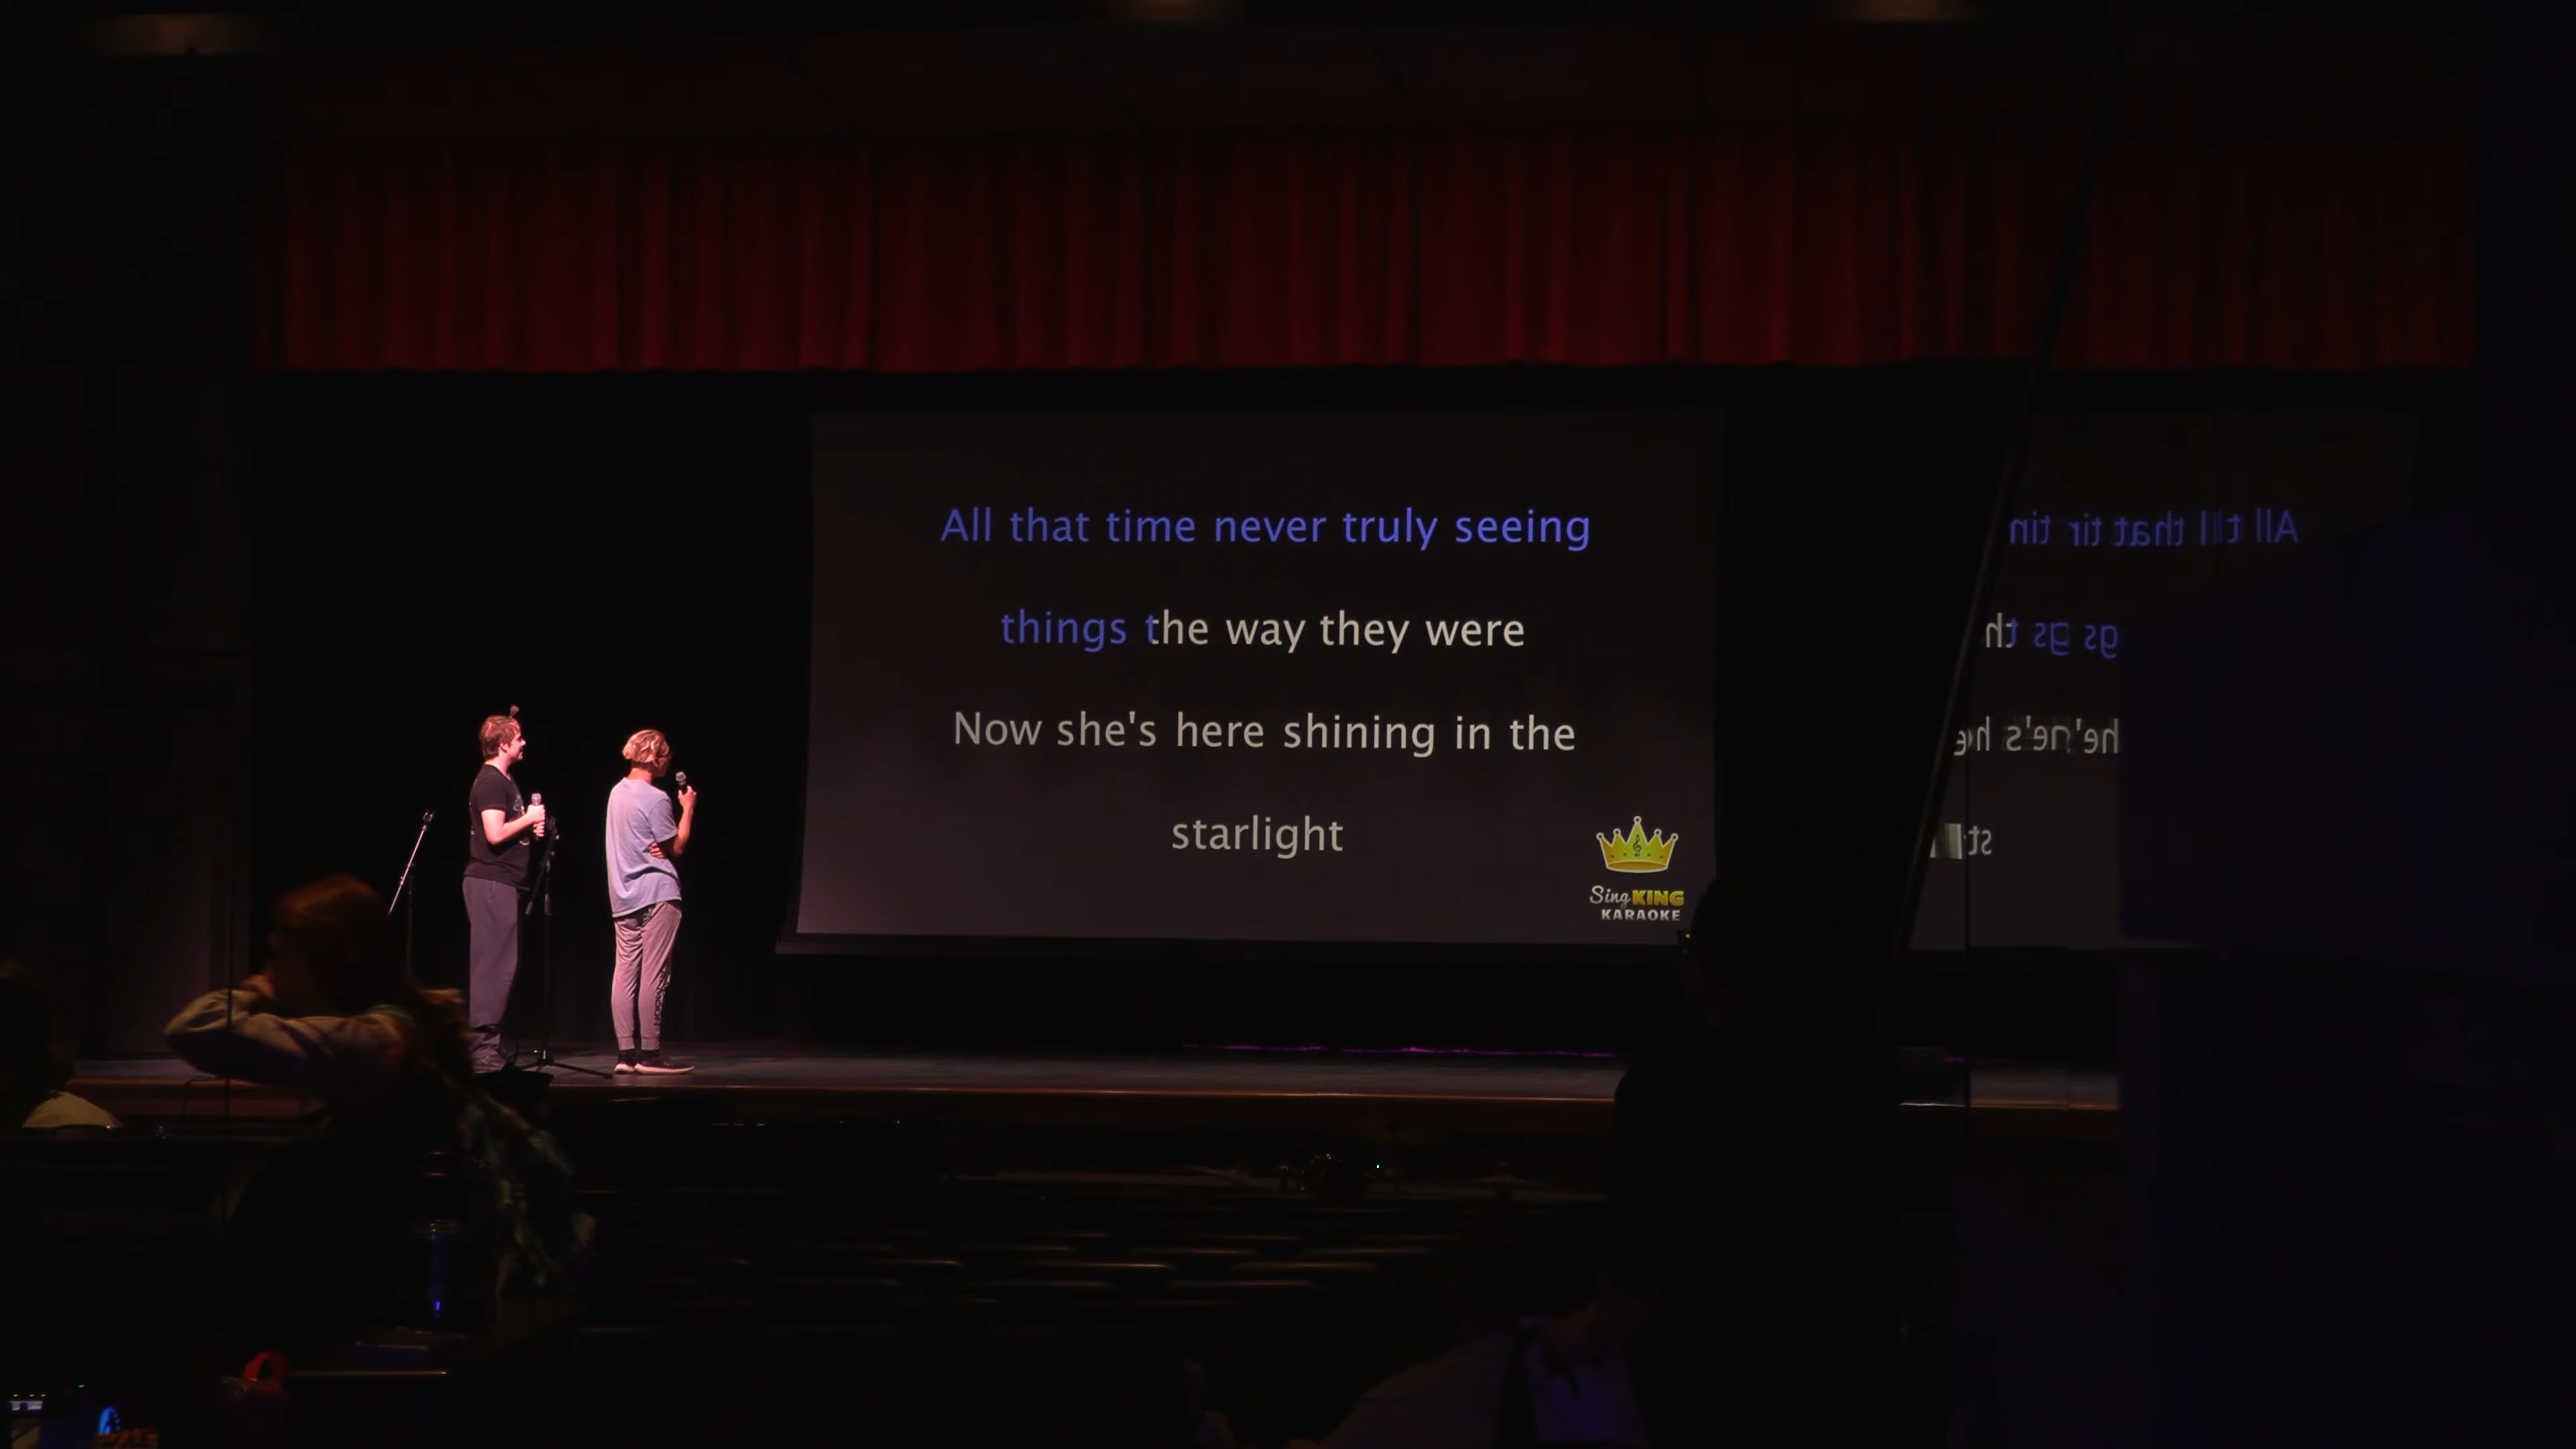 All that time never truly seeing
things the way they were
Now she's here shining in the
starlight
Sing KING
KARAOKE